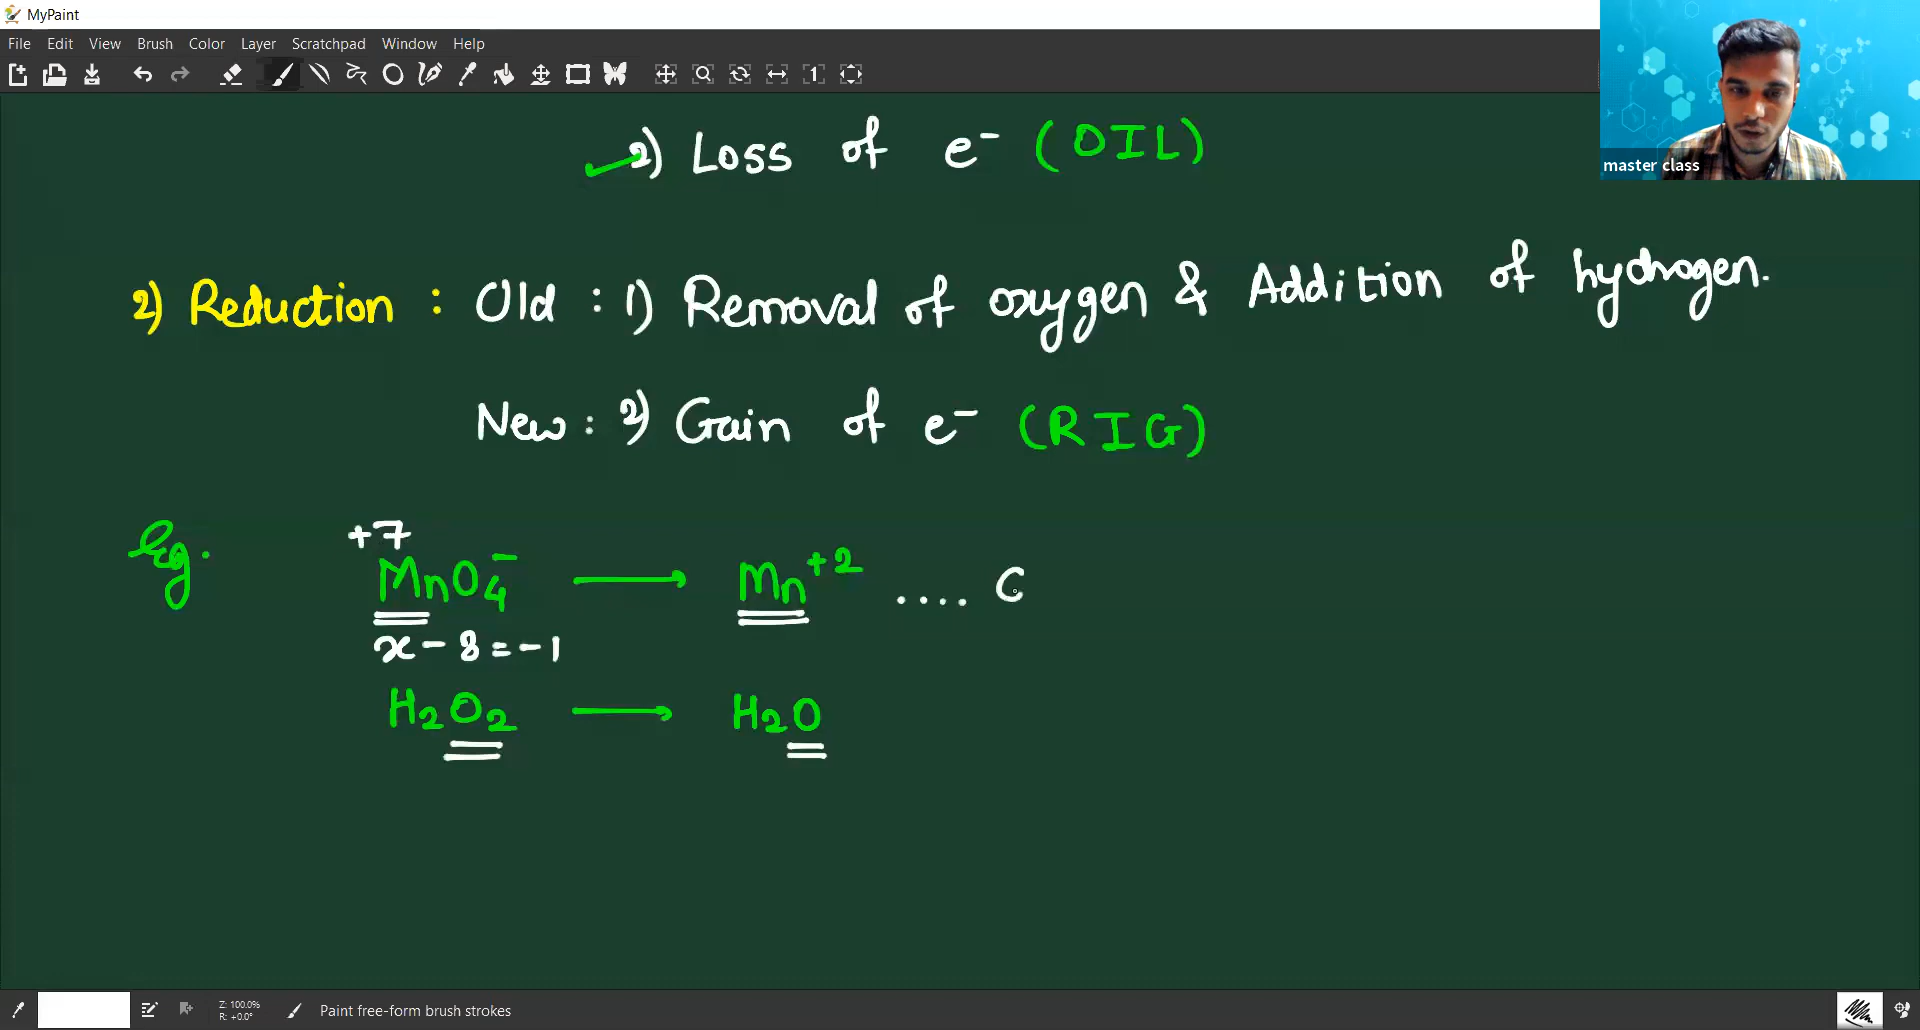 MyPaint
File Edit View Brush Color Layer Scratchpad Window Help
master class
2) Loss of e⁻ (OIL)
2) Reduction : Old : 1) Removal of oxygen & Addition of hydrogen.
New : 2) Gain of e⁻ (RIG)
Eg.
+7
MnO₄⁻ ⟶ Mn⁺² .... C
x - 8 = -1
H₂O₂ ⟶ H₂O
Z: 100.0%
R: +0.0°
Paint free-form brush strokes